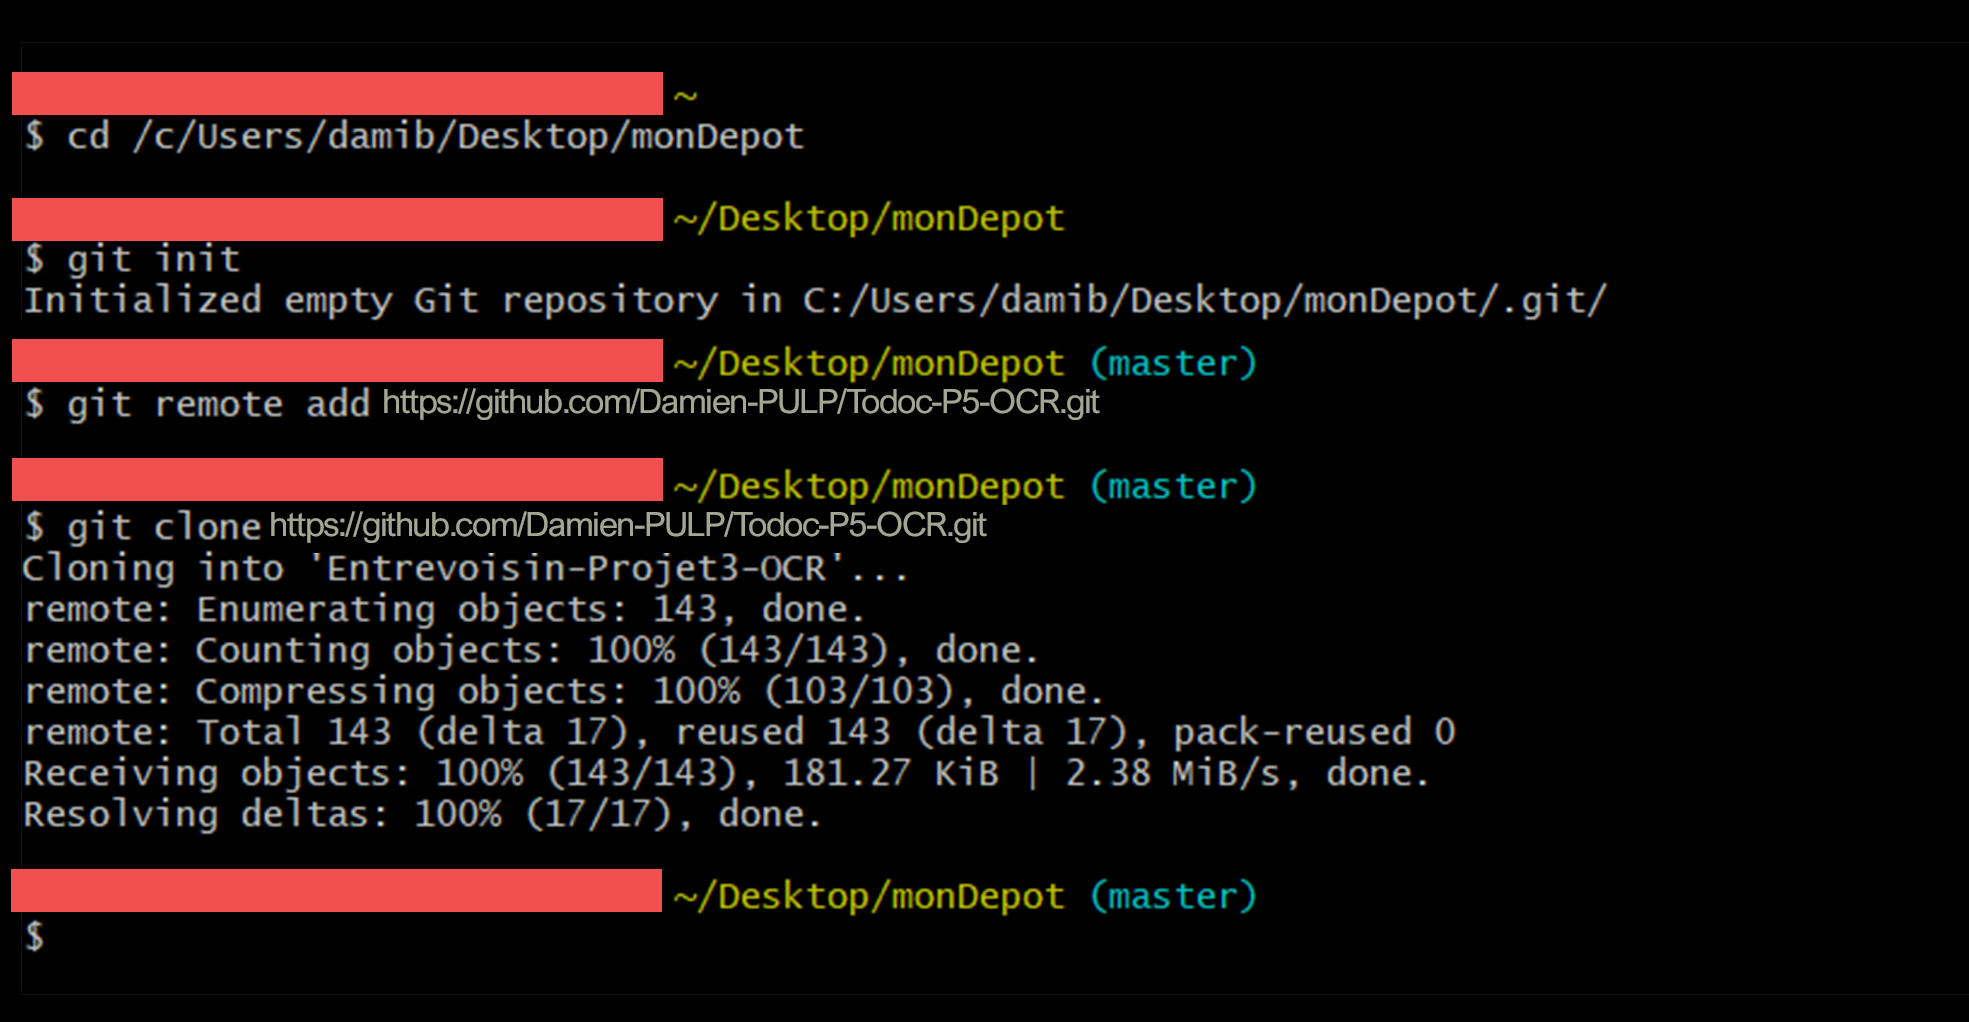 ~
$ cd /c/Users/damib/Desktop/monDepot
~/Desktop/monDepot
$ git init
Initialized empty Git repository in C:/Users/damib/Desktop/monDepot/.git/
~/Desktop/monDepot (master)
$ git remote add https://github.com/Damien-PULP/Todoc-P5-OCR.git
~/Desktop/monDepot (master)
$ git clone https://github.com/Damien-PULP/Todoc-P5-OCR.git
Cloning into 'Entrevoisin-Projet3-OCR'...
remote: Enumerating objects: 143, done.
remote: Counting objects: 100% (143/143), done.
remote: Compressing objects: 100% (103/103), done.
remote: Total 143 (delta 17), reused 143 (delta 17), pack-reused 0
Receiving objects: 100% (143/143), 181.27 KiB | 2.38 MiB/s, done.
Resolving deltas: 100% (17/17), done.
~/Desktop/monDepot (master)
$